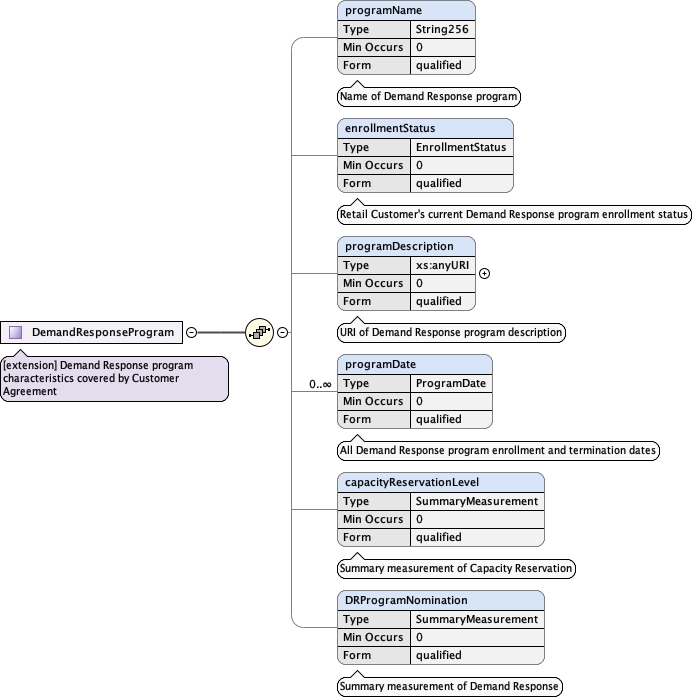 programName
Type String256
Min Occurs 0
Form qualified
Name of Demand Response program
enrollmentStatus
Type EnrollmentStatus
Min Occurs 0
Form qualified
Retail Customer's current Demand Response program enrollment status
programDescription
Type xs:anyURI
Min Occurs 0
Form qualified
URI of Demand Response program description
DemandResponseProgram
[extension] Demand Response program
characteristics covered by Customer
Agreement
0..∞
programDate
Type ProgramDate
Min Occurs 0
Form qualified
All Demand Response program enrollment and termination dates
capacityReservationLevel
Type SummaryMeasurement
Min Occurs 0
Form qualified
Summary measurement of Capacity Reservation
DRProgramNomination
Type SummaryMeasurement
Min Occurs 0
Form qualified
Summary measurement of Demand Response